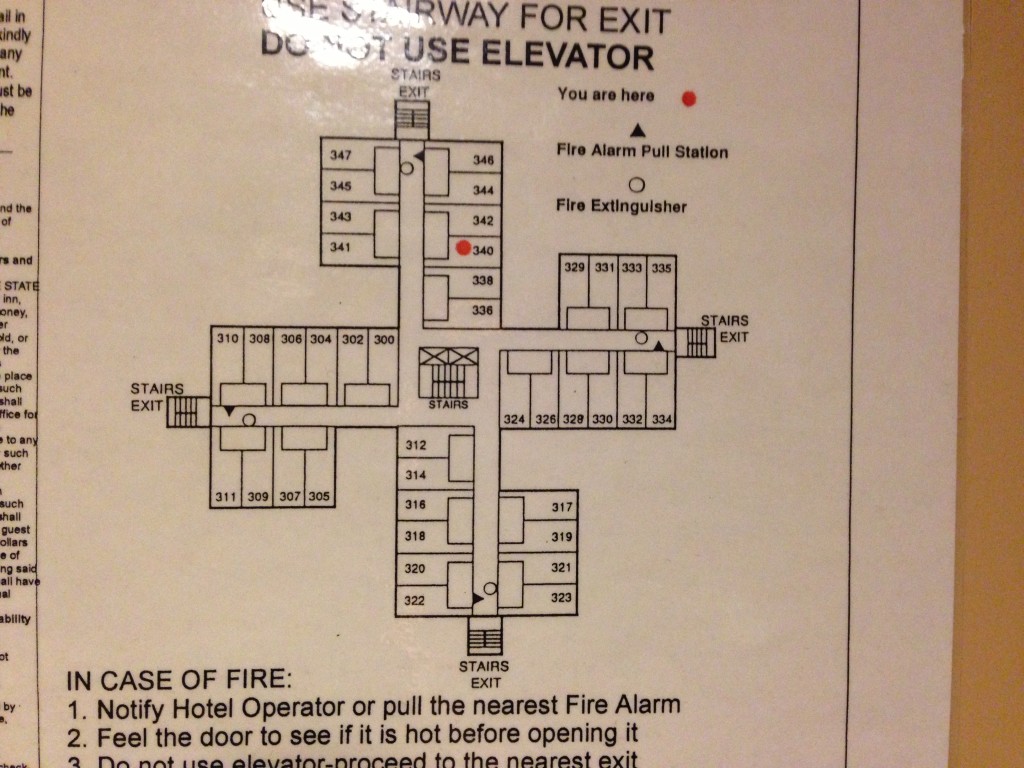 ail in
kindly
any
nt.
ust be
the
nd the
of
rs and
STATE
inn,
oney,
er
ld, or
the
s
place
such
shall
ffice for
e to any
such
ther
such
shall
guest
ollars
e of
ng said
all have
al
ability
ot
by
e,
USE STAIRWAY FOR EXIT
DO NOT USE ELEVATOR
STAIRS
EXIT
You are here
Fire Alarm Pull Station
Fire Extinguisher
347 346
345 344
343 342
341 340
338
336
329 331 333 335
STAIRS
EXIT
310 308 306 304 302 300
STAIRS
EXIT
STAIRS
324 326 328 330 332 334
311 309 307 305
312
314
316 317
318 319
320 321
322 323
STAIRS
EXIT
IN CASE OF FIRE:
1. Notify Hotel Operator or pull the nearest Fire Alarm
2. Feel the door to see if it is hot before opening it
3. Do not use elevator-proceed to the nearest exit